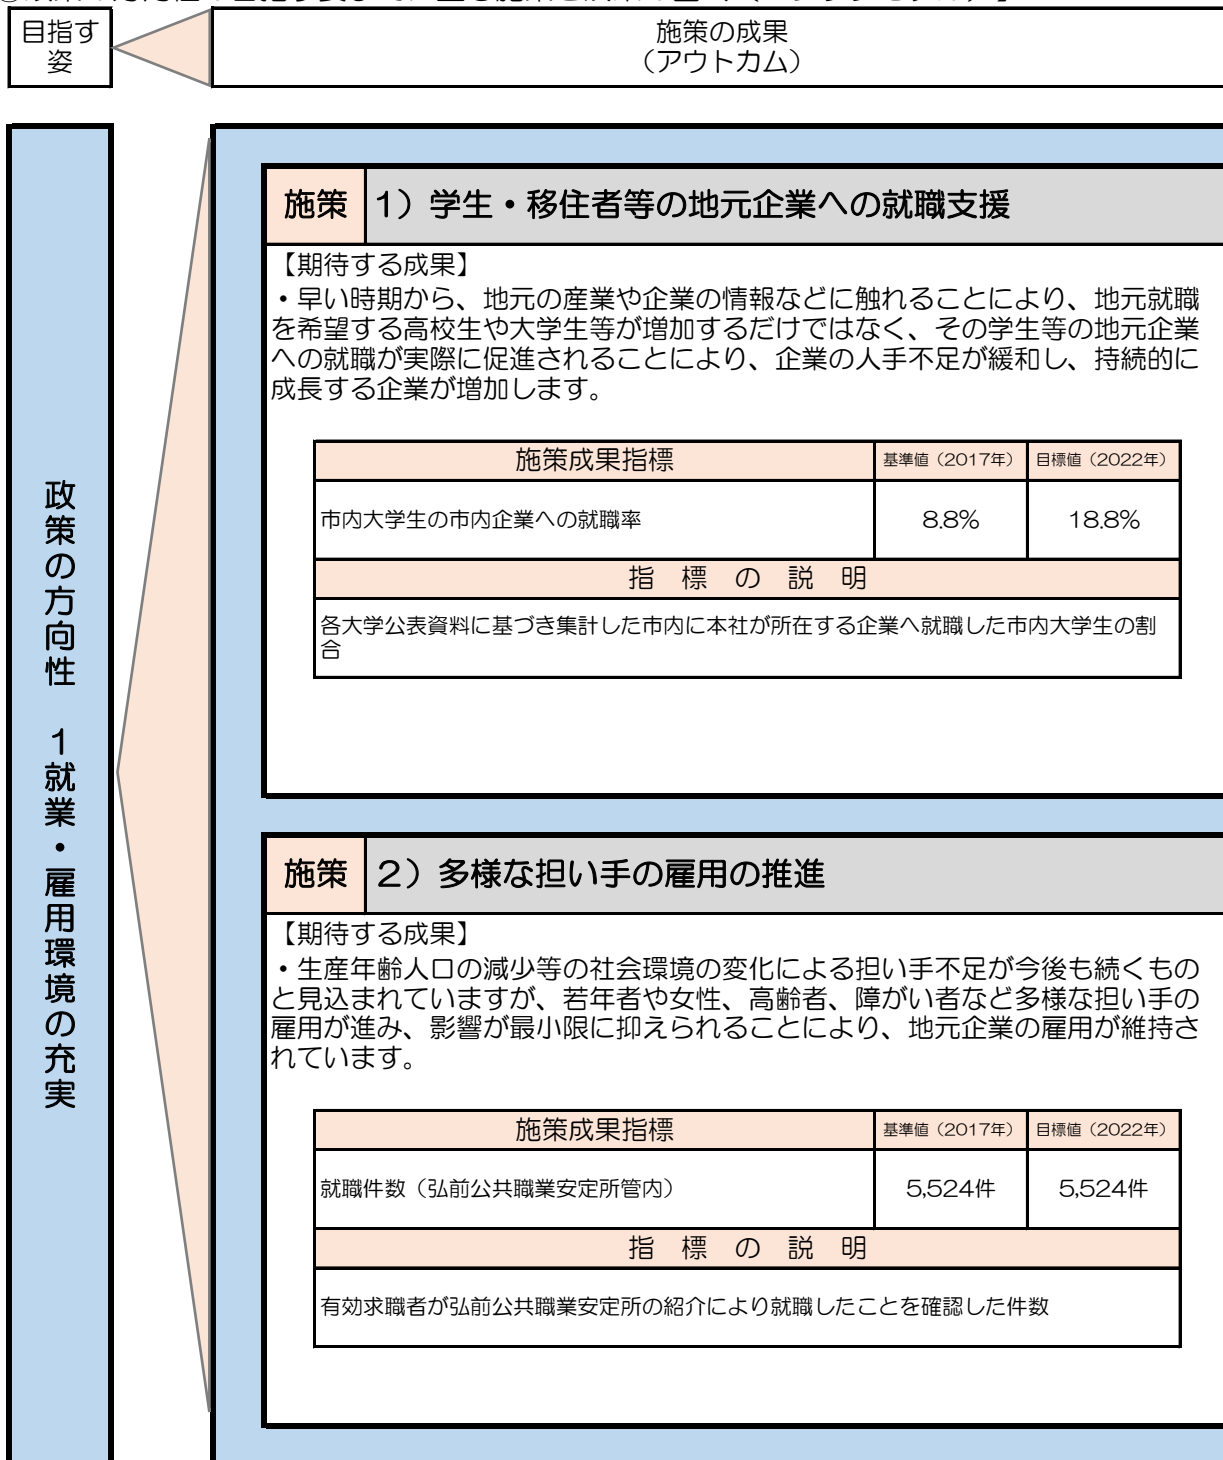 目指す
姿
施策の成果
（アウトカム）
政策の方向性　1就業・雇用環境の充実
施策
1）学生・移住者等の地元企業への就職支援
【期待する成果】
・早い時期から、地元の産業や企業の情報などに触れることにより、地元就職
を希望する高校生や大学生等が増加するだけではなく、その学生等の地元企業
への就職が実際に促進されることにより、企業の人手不足が緩和し、持続的に
成長する企業が増加します。
施策成果指標
基準値（2017年）
目標値（2022年）
市内大学生の市内企業への就職率
8.8%
18.8%
指　標　の　説　明
各大学公表資料に基づき集計した市内に本社が所在する企業へ就職した市内大学生の割
合
施策
2）多様な担い手の雇用の推進
【期待する成果】
・生産年齢人口の減少等の社会環境の変化による担い手不足が今後も続くもの
と見込まれていますが、若年者や女性、高齢者、障がい者など多様な担い手の
雇用が進み、影響が最小限に抑えられることにより、地元企業の雇用が維持さ
れています。
施策成果指標
基準値（2017年）
目標値（2022年）
就職件数（弘前公共職業安定所管内）
5,524件
5,524件
指　標　の　説　明
有効求職者が弘前公共職業安定所の紹介により就職したことを確認した件数